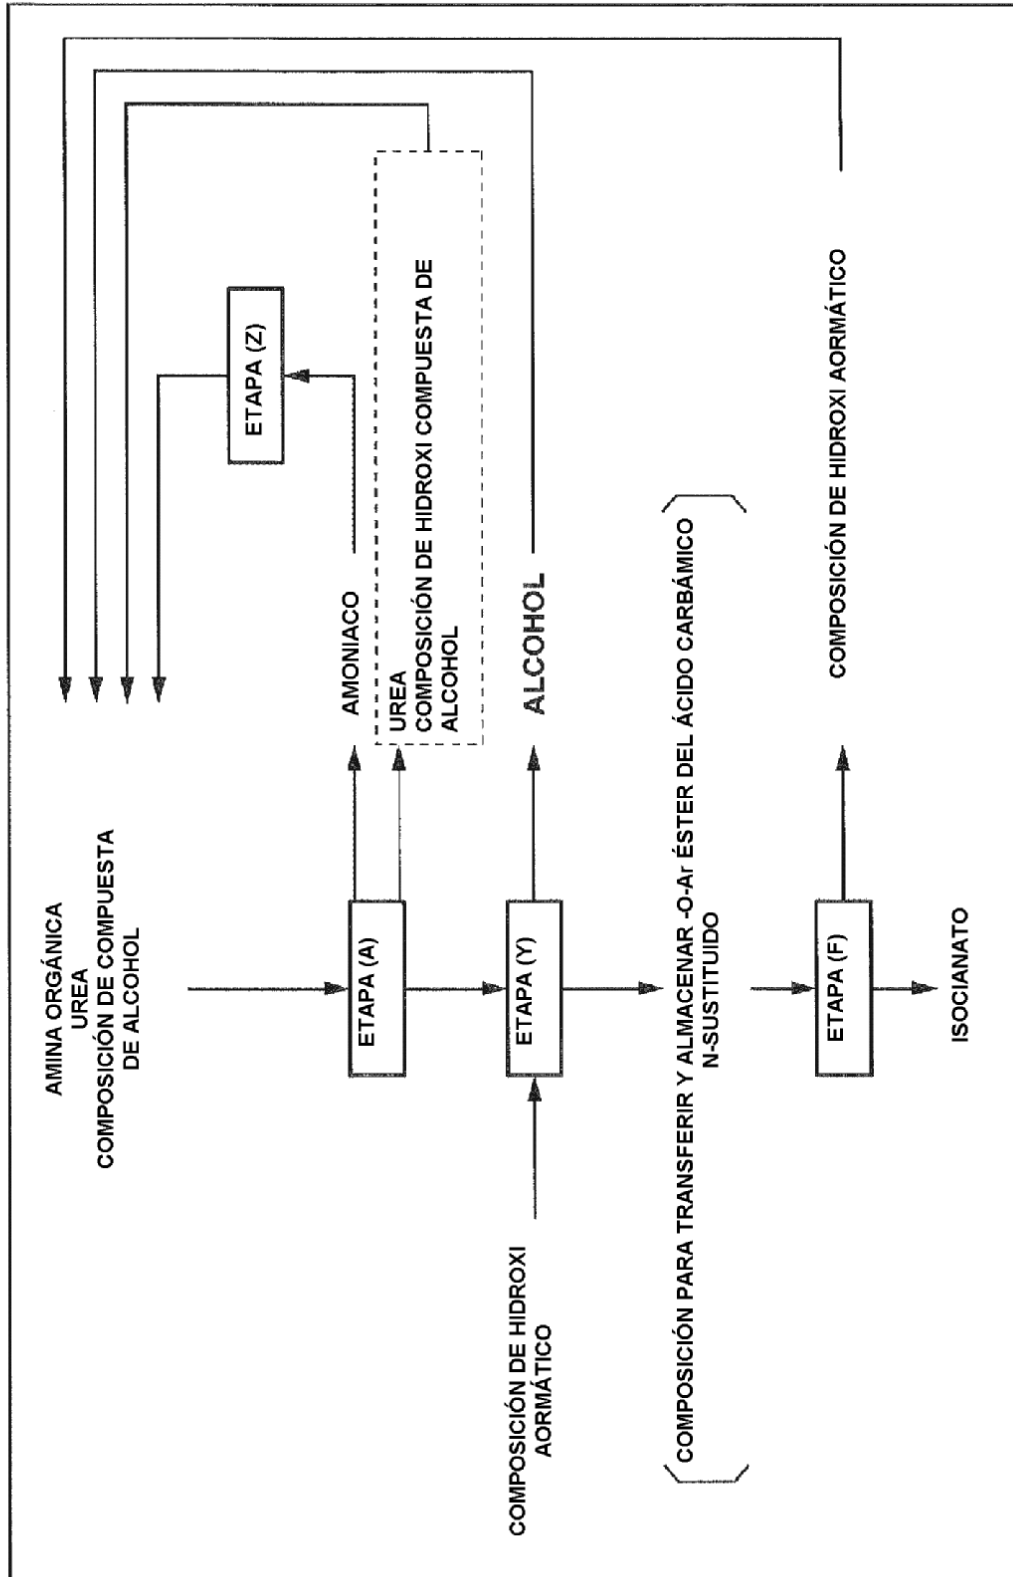 AMINA ORGÁNICA
UREA
COMPOSICIÓN DE COMPUESTA
DE ALCOHOL
ETAPA (A)
AMONIACO
ETAPA (Z)
UREA
COMPOSICIÓN DE HIDROXI COMPUESTA DE
ALCOHOL
COMPOSICIÓN DE HIDROXI
AORMÁTICO
ETAPA (Y)
ALCOHOL
COMPOSICIÓN PARA TRANSFERIR Y ALMACENAR -O-Ar ÉSTER DEL ÁCIDO CARBÁMICO
N-SUSTITUIDO
ETAPA (F)
COMPOSICIÓN DE HIDROXI AORMÁTICO
ISOCIANATO